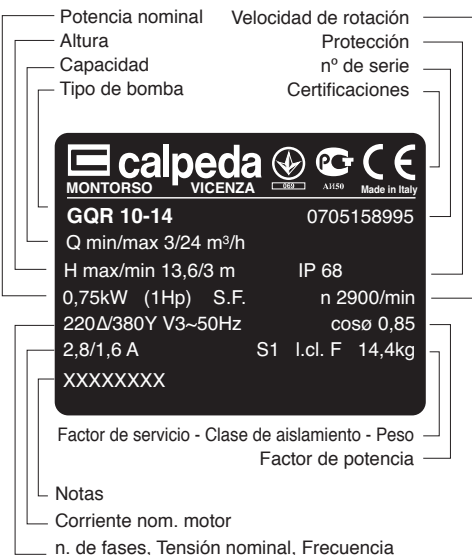 Potencia nominal Velocidad de rotación
Altura Protección
Capacidad nº de serie
Tipo de bomba Certificaciones
calpeda PG CE
MONTORSO VICENZA 069 АИ50 Made in Italy
GQR 10-14 0705158995
Q min/max 3/24 m³/h
H max/min 13,6/3 m IP 68
0,75kW (1Hp) S.F. n 2900/min
220Δ/380Y V3~50Hz cosø 0,85
2,8/1,6 A S1 I.cl. F 14,4kg
XXXXXXXX
Factor de servicio - Clase de aislamiento - Peso
Factor de potencia
Notas
Corriente nom. motor
n. de fases, Tensión nominal, Frecuencia